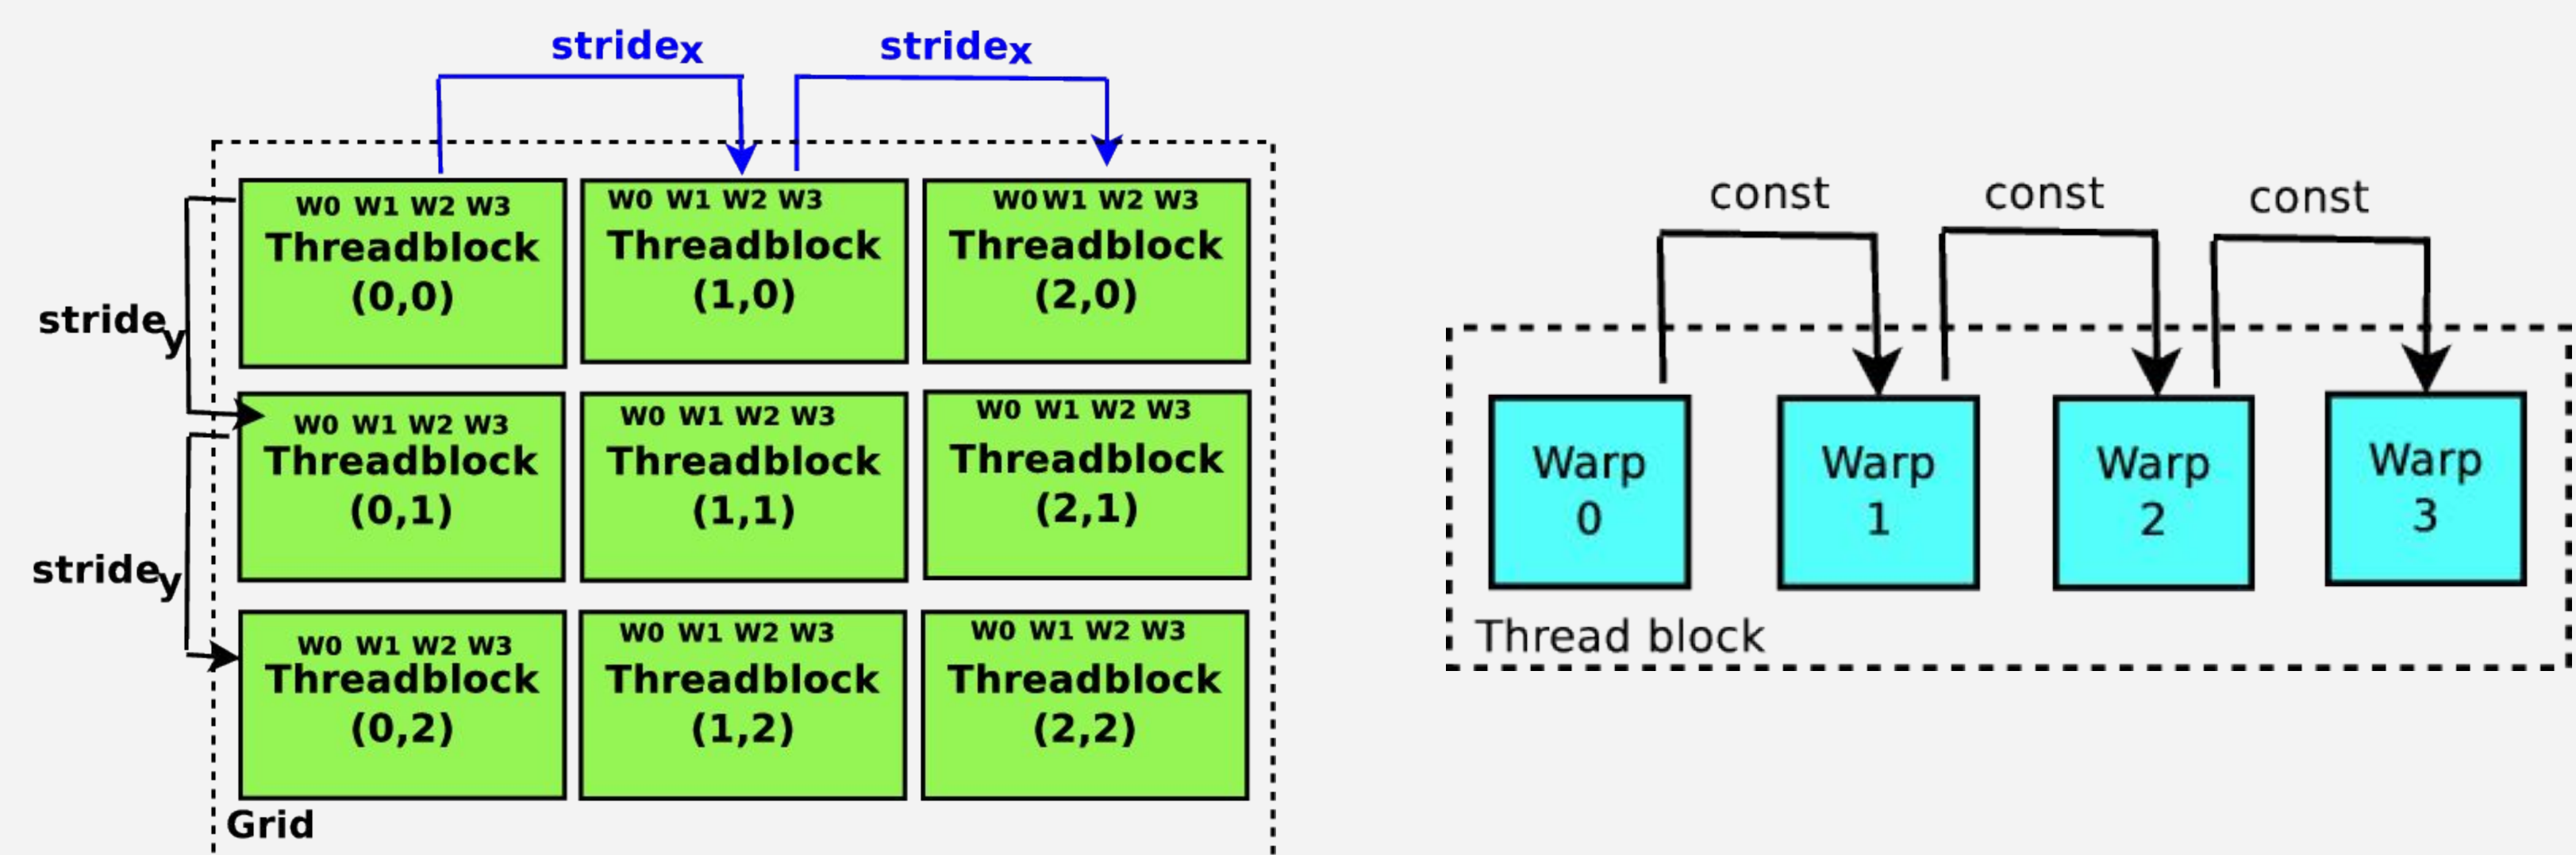 stridex stridex
W0 W1 W2 W3
Threadblock
(0,0)
W0 W1 W2 W3
Threadblock
(1,0)
W0 W1 W2 W3
Threadblock
(2,0)
stridey
W0 W1 W2 W3
Threadblock
(0,1)
W0 W1 W2 W3
Threadblock
(1,1)
W0 W1 W2 W3
Threadblock
(2,1)
stridey
W0 W1 W2 W3
Threadblock
(0,2)
W0 W1 W2 W3
Threadblock
(1,2)
W0 W1 W2 W3
Threadblock
(2,2)
Grid
const const const
Warp
0
Warp
1
Warp
2
Warp
3
Thread block